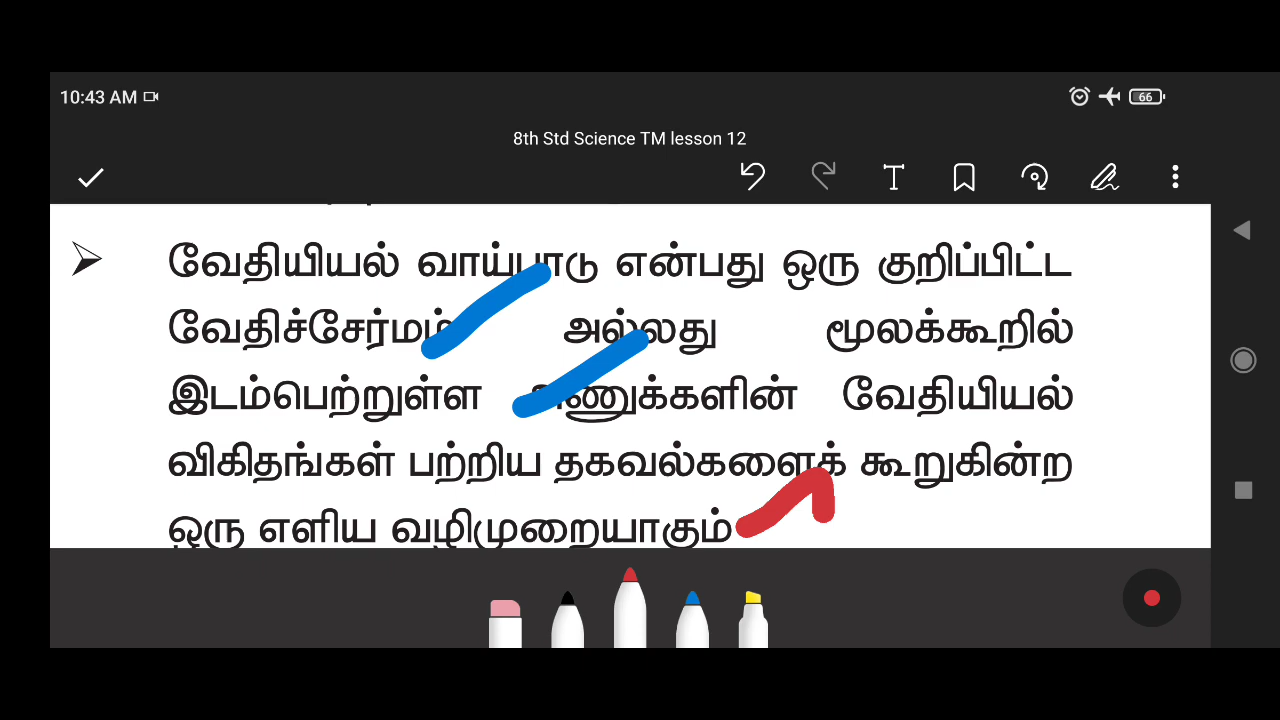 10:43 AM
66
8th Std Science TM lesson 12
வேதியியல் வாய்பாடு என்பது ஒரு குறிப்பிட்ட
வேதிச்சேர்மம் அல்லது மூலக்கூறில்
இடம்பெற்றுள்ள அணுக்களின் வேதியியல்
விகிதங்கள் பற்றிய தகவல்களைக் கூறுகின்ற
ஒரு எளிய வழிமுறையாகும்